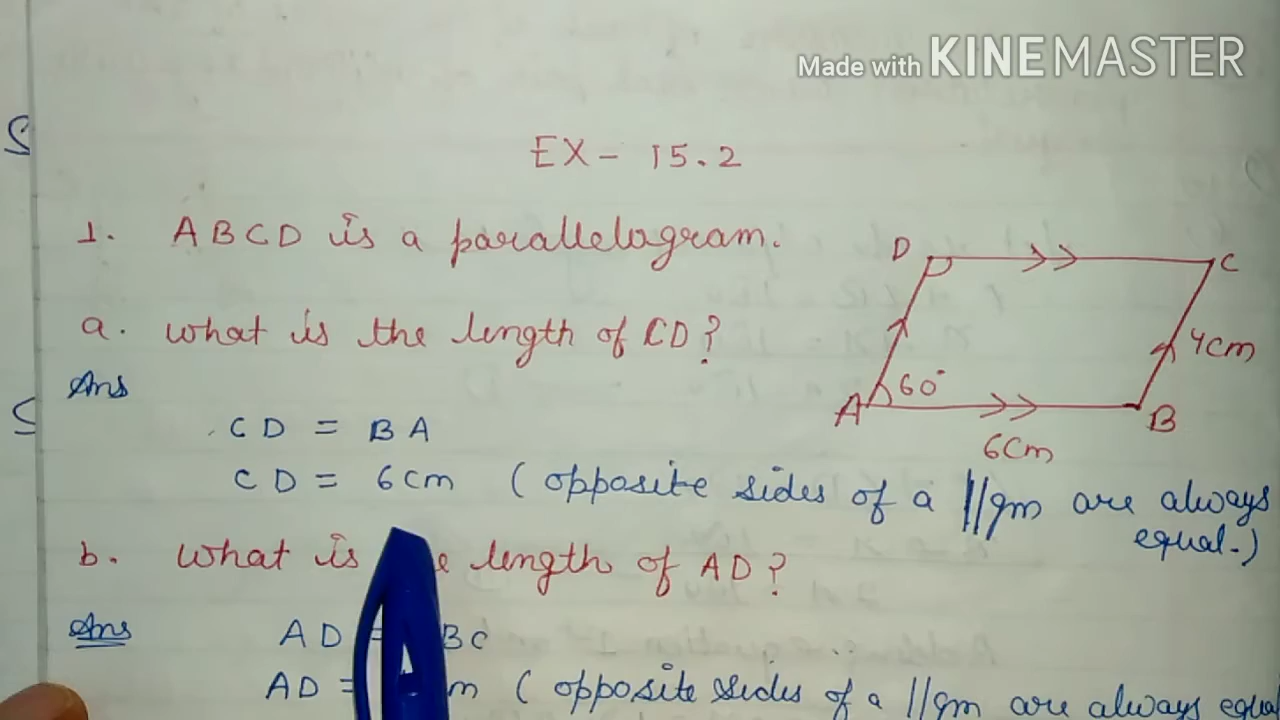 Made with KINEMASTER
S
EX - 15.2
1. ABCD is a parallelogram.
D
C
a. What is the length of CD?
4cm
60°
Ans
A
B
6cm
CD = BA
CD = 6cm (opposite sides of a ||gm are always
equal.)
b. What is length of AD?
Ans AD = BC
AD = m (opposite sides of a ||gm are always equal